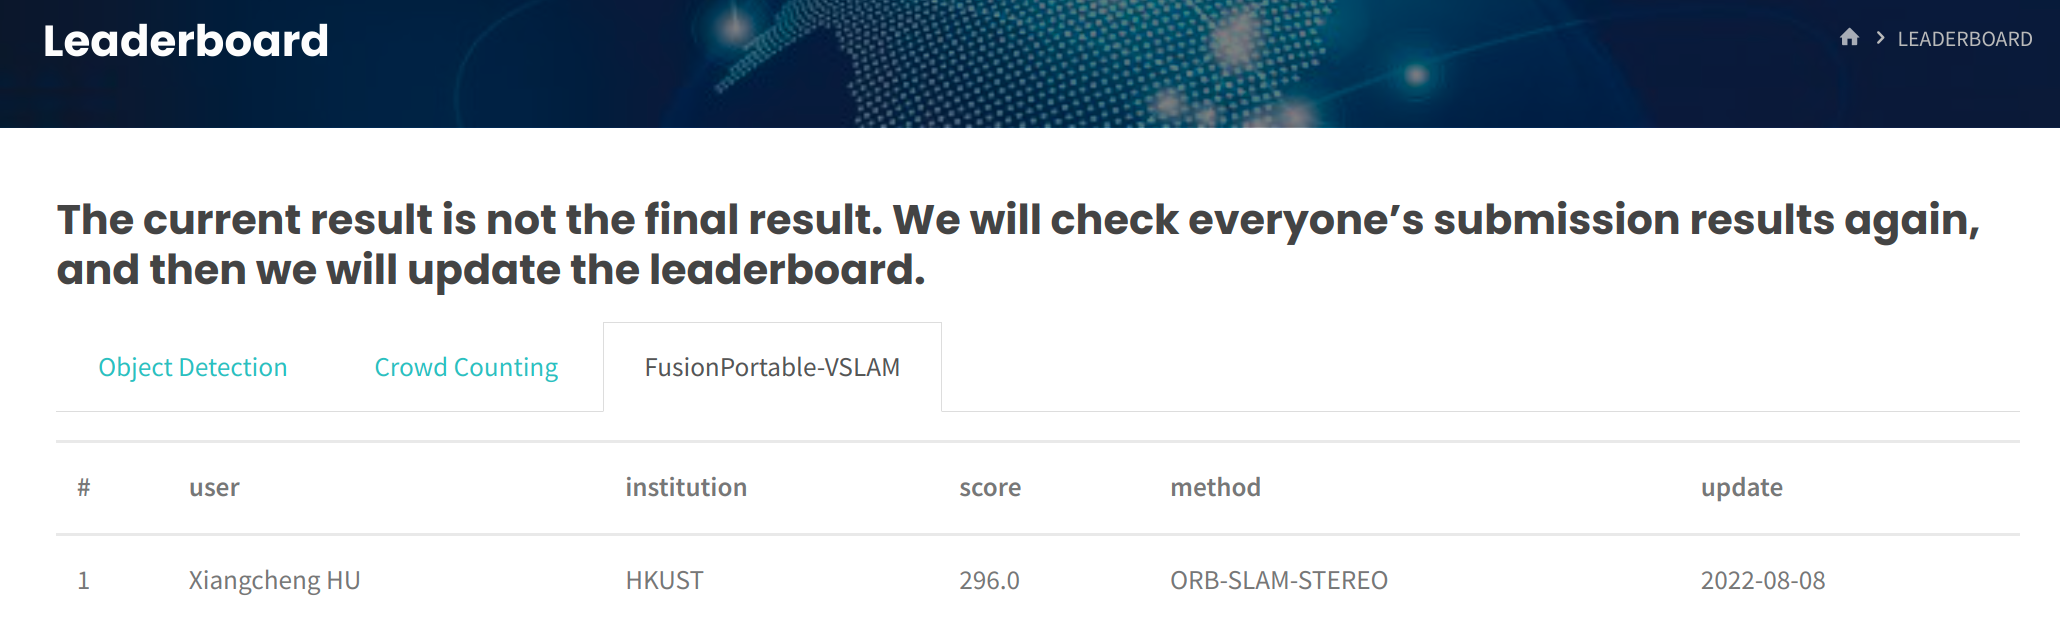 Leaderboard
> LEADERBOARD
The current result is not the final result. We will check everyone’s submission results again,
and then we will update the leaderboard.
Object Detection Crowd Counting FusionPortable-VSLAM
# user institution score method update
1 Xiangcheng HU HKUST 296.0 ORB-SLAM-STEREO 2022-08-08